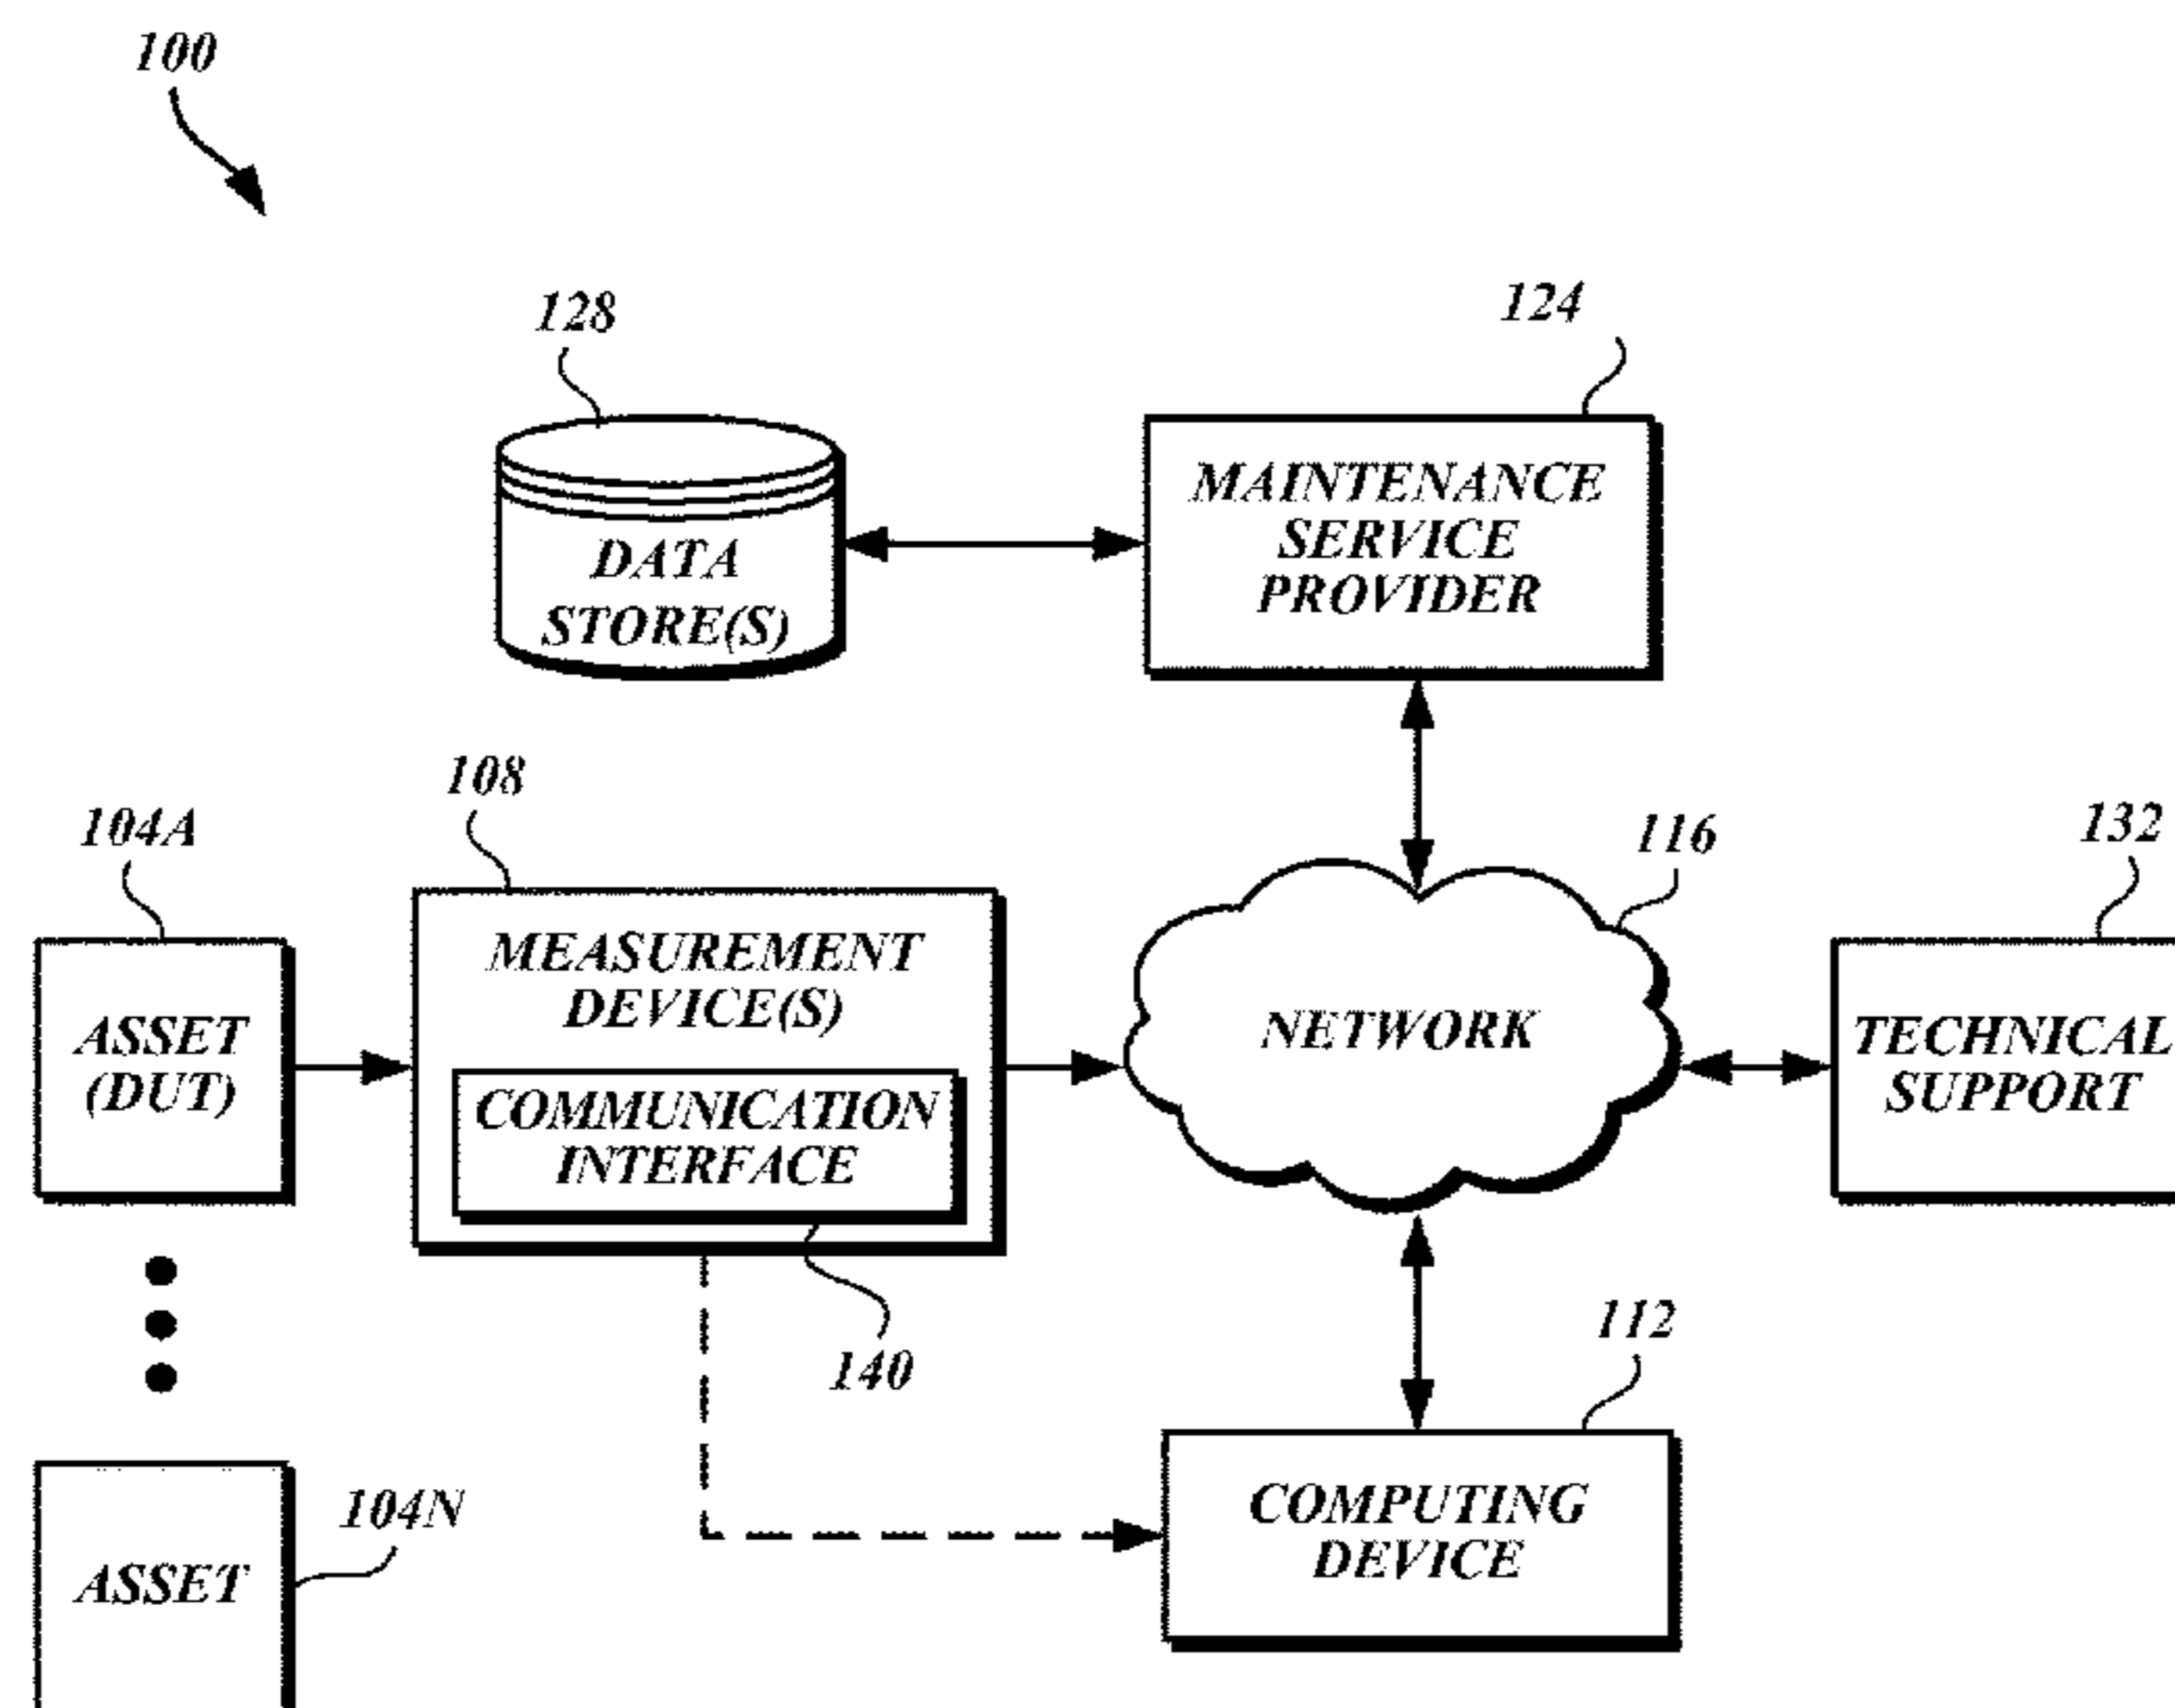 100
128
124
DATA
STORE(S)
MAINTENANCE
SERVICE
PROVIDER
108
104A
116
132
MEASUREMENT
DEVICE(S)
ASSET
(DUT)
NETWORK
TECHNICAL
SUPPORT
COMMUNICATION
INTERFACE
140
112
104N
ASSET
COMPUTING
DEVICE